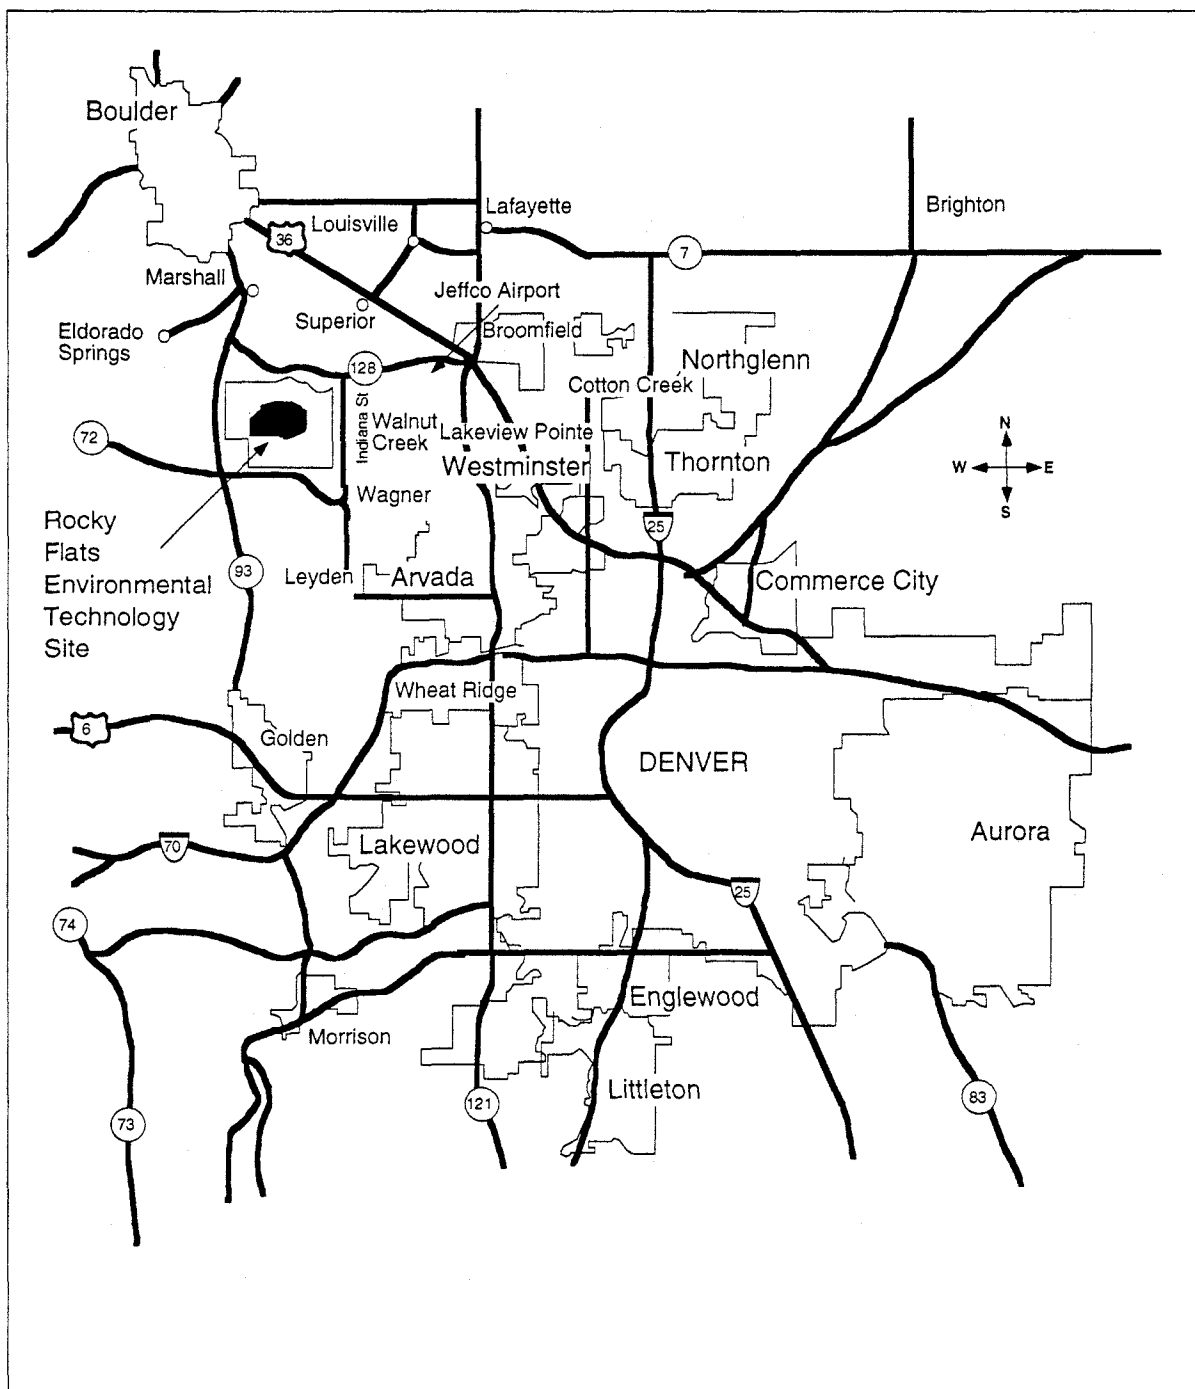 Boulder
Brighton
Lafayette
Louisville
36
7
Marshall
Jeffco Airport
Superior
Eldorado
Springs
Broomfield
Northglenn
128
Cotton Creek
Indiana St
Walnut
Creek
Lakeview Pointe
72
Westminster
Thornton
N
W
E
S
Wagner
Rocky
Flats
Environmental
Technology
Site
25
93
Leyden
Arvada
Commerce City
Wheat Ridge
6
Golden
DENVER
Aurora
70
Lakewood
25
74
Englewood
Morrison
Littleton
121
83
73